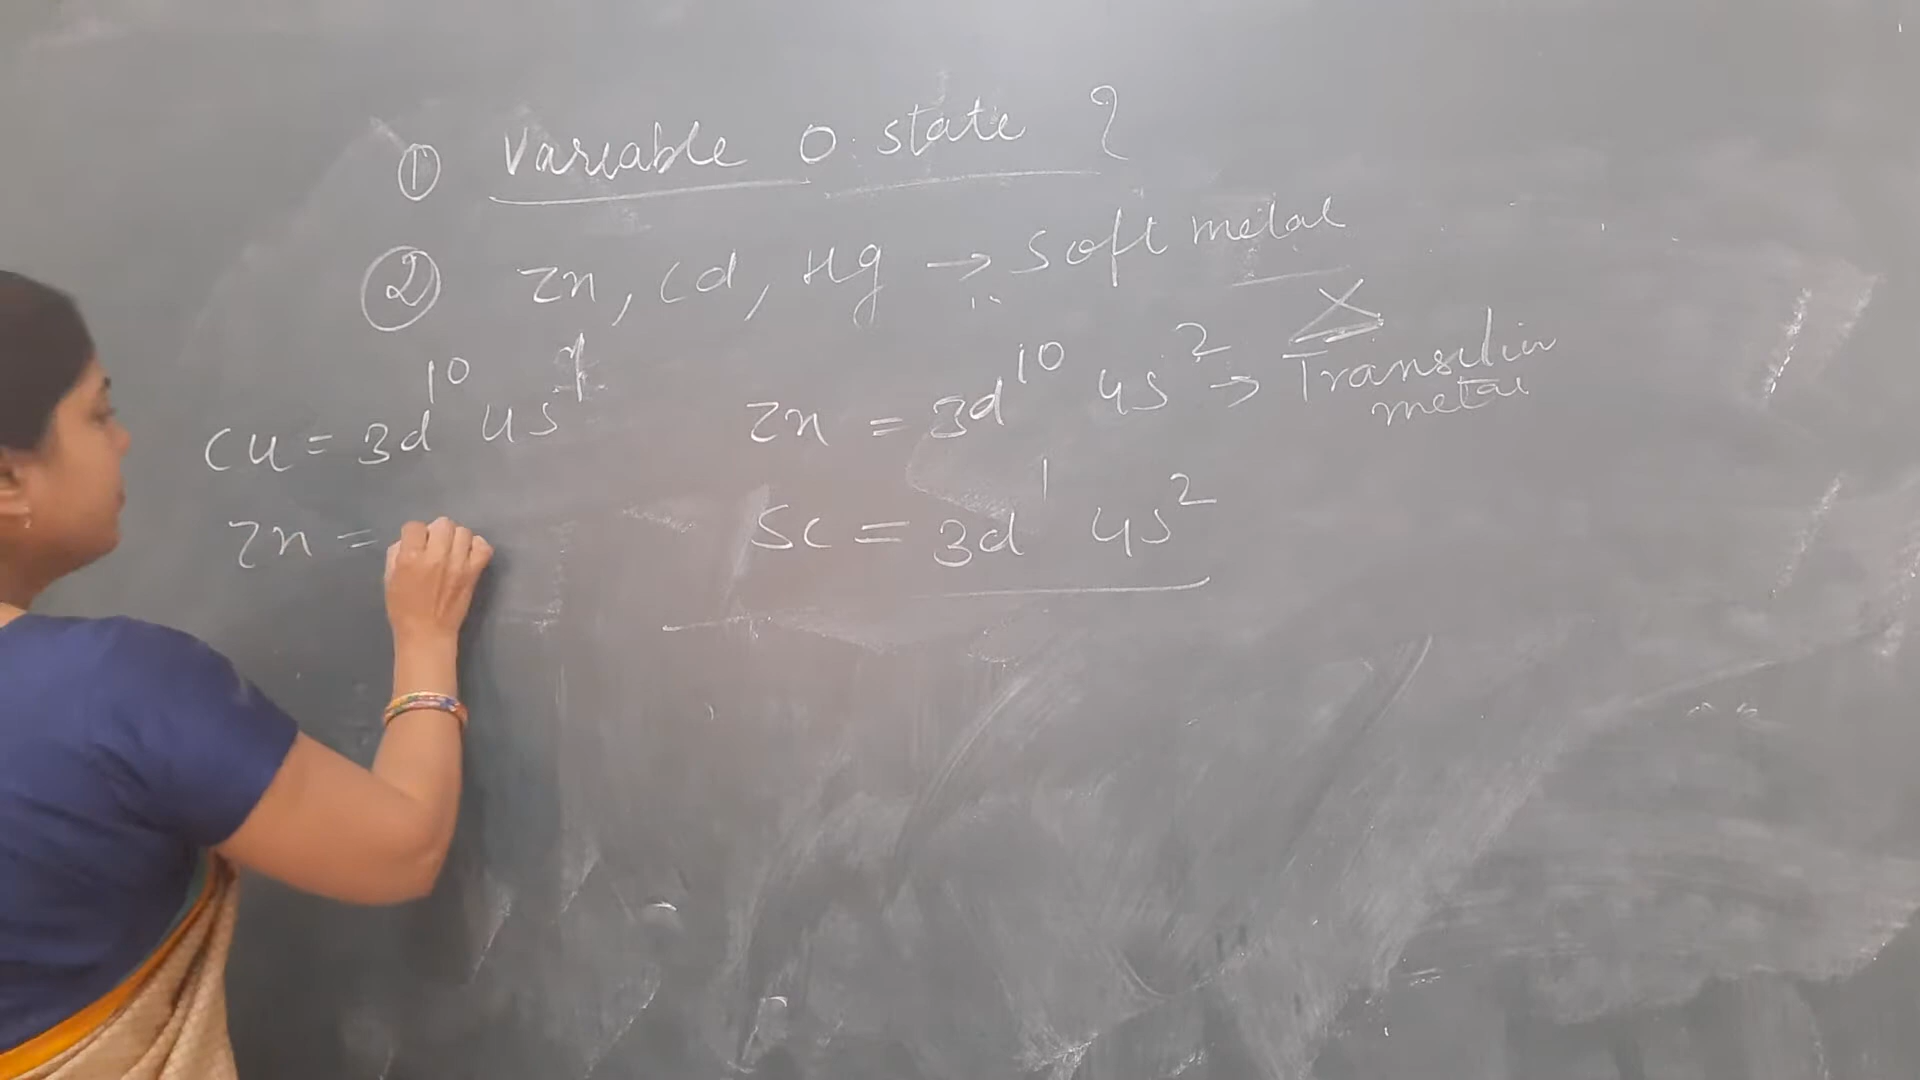 ① Variable O. state ?
② Zn, Cd, Hg → Soft metal
Cu = 3d¹⁰ 4s¹
Zn = 3d¹⁰ 4s² → Transition metal
Zn =
Sc = 3d¹ 4s²